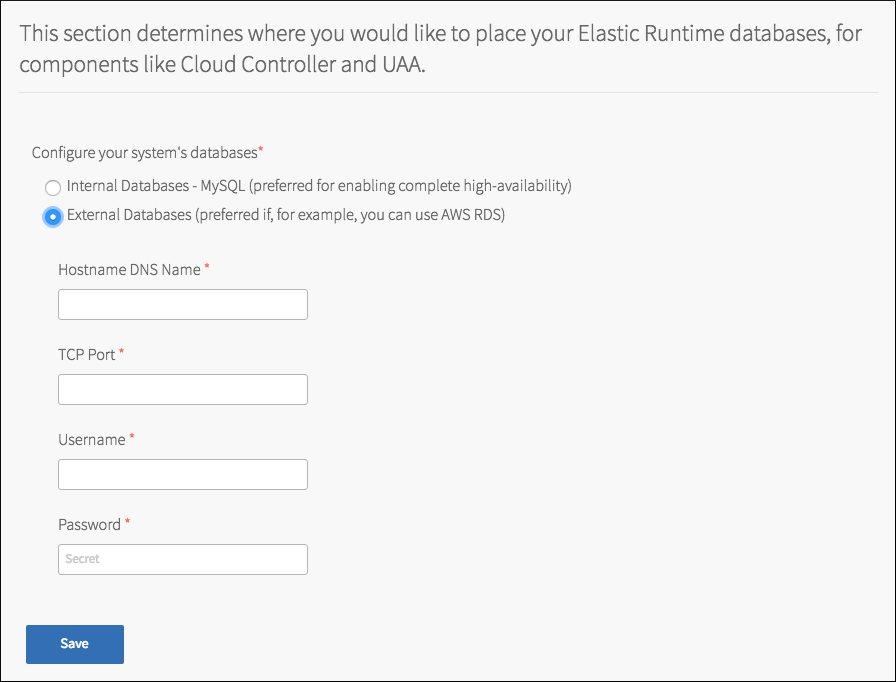 This section determines where you would like to place your Elastic Runtime databases, for
components like Cloud Controller and UAA.
Configure your system's databases*
Internal Databases - MySQL (preferred for enabling complete high-availability)
External Databases (preferred if, for example, you can use AWS RDS)
Hostname DNS Name *
TCP Port *
Username *
Password *
Secret
Save